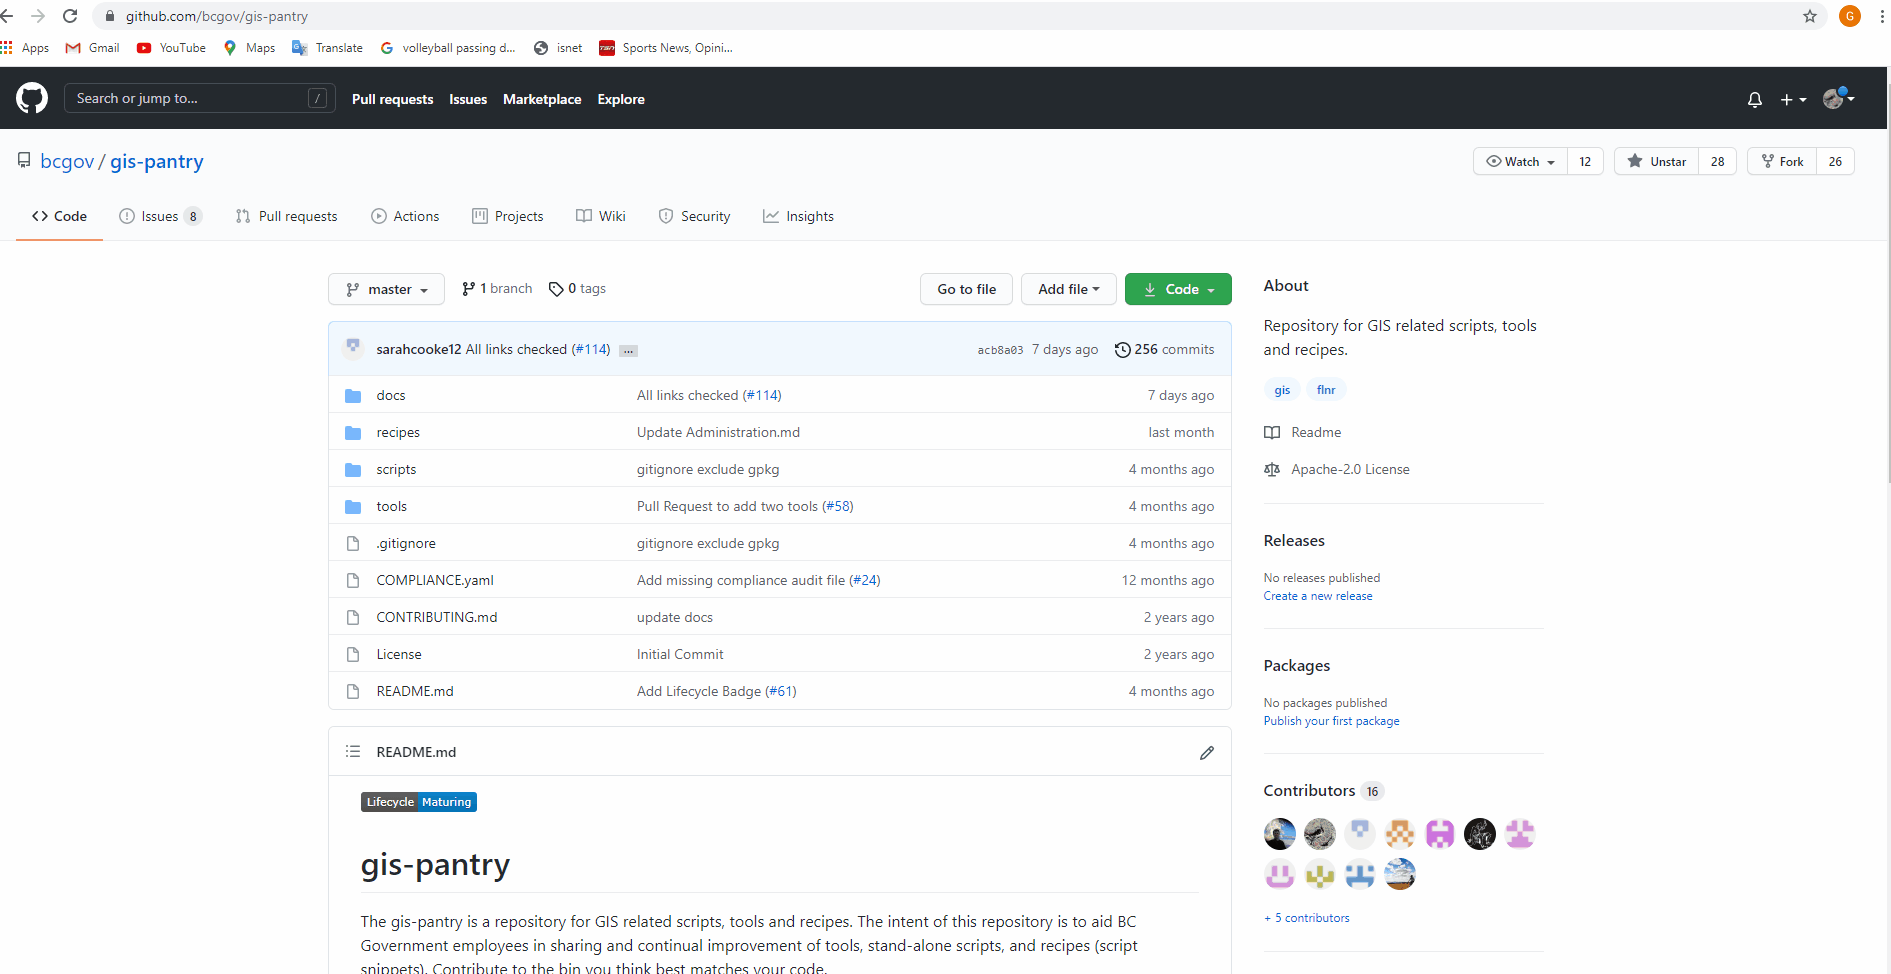 github.com/bcgov/gis-pantry
G
Apps Gmail YouTube Maps Translate G volleyball passing d... isnet TSN Sports News, Opini...
Search or jump to... / Pull requests Issues Marketplace Explore
bcgov / gis-pantry
Watch 12 Unstar 28 Fork 26
Code Issues 8 Pull requests Actions Projects Wiki Security Insights
master 1 branch 0 tags Go to file Add file Code
sarahcooke12 All links checked (#114) ... acb8a03 7 days ago 256 commits
docs All links checked (#114) 7 days ago
recipes Update Administration.md last month
scripts gitignore exclude gpkg 4 months ago
tools Pull Request to add two tools (#58) 4 months ago
.gitignore gitignore exclude gpkg 4 months ago
COMPLIANCE.yaml Add missing compliance audit file (#24) 12 months ago
CONTRIBUTING.md update docs 2 years ago
License Initial Commit 2 years ago
README.md Add Lifecycle Badge (#61) 4 months ago
README.md
Lifecycle Maturing
gis-pantry
The gis-pantry is a repository for GIS related scripts, tools and recipes. The intent of this repository is to aid BC
Government employees in sharing and continual improvement of tools, stand-alone scripts, and recipes (script
snippets). Contribute to the bin you think best matches your code.
About
Repository for GIS related scripts, tools
and recipes.
gis flnr
Readme
Apache-2.0 License
Releases
No releases published
Create a new release
Packages
No packages published
Publish your first package
Contributors 16
+ 5 contributors